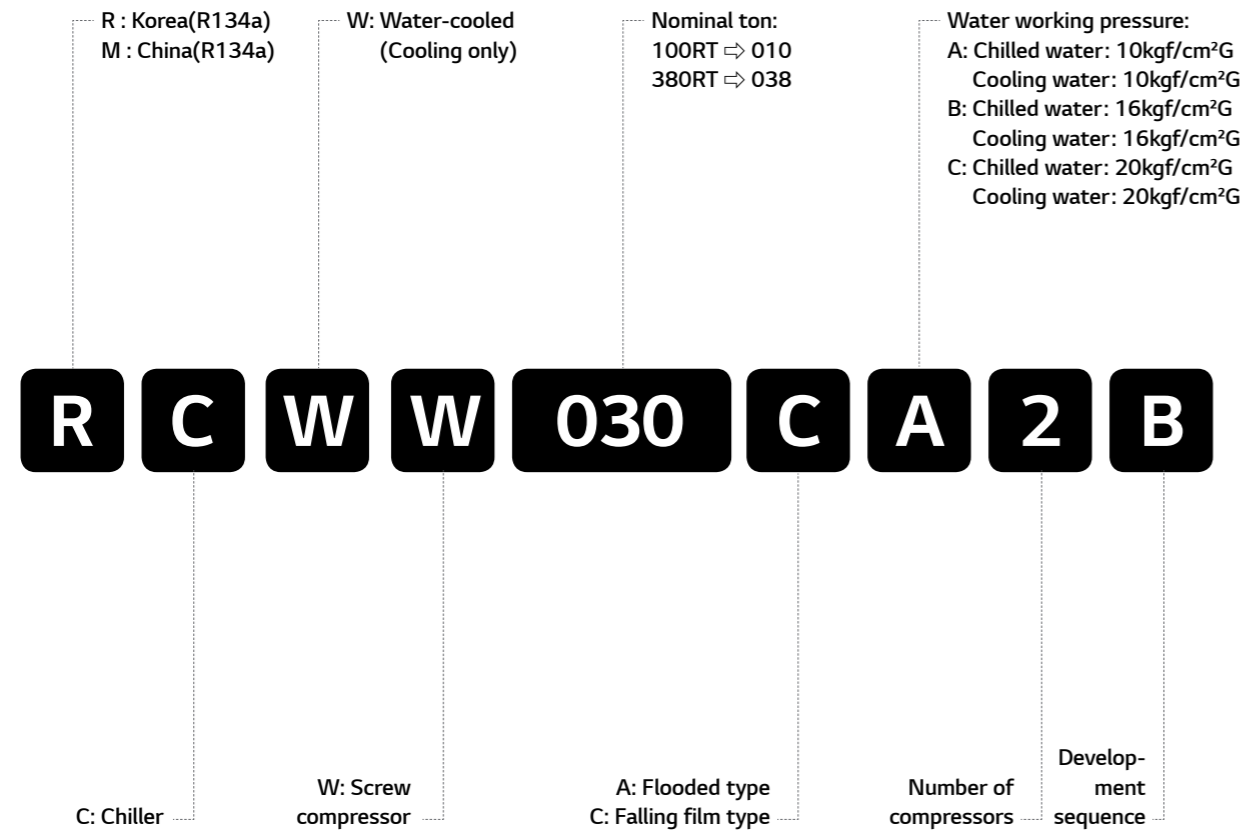 R : Korea(R134a)
M : China(R134a)
W: Water-cooled
(Cooling only)
Nominal ton:
100RT ⇨ 010
380RT ⇨ 038
Water working pressure:
A: Chilled water: 10kgf/cm²G
Cooling water: 10kgf/cm²G
B: Chilled water: 16kgf/cm²G
Cooling water: 16kgf/cm²G
C: Chilled water: 20kgf/cm²G
Cooling water: 20kgf/cm²G
R C W W 030 C A 2 B
C: Chiller
W: Screw
compressor
A: Flooded type
C: Falling film type
Number of
compressors
Develop-
ment
sequence